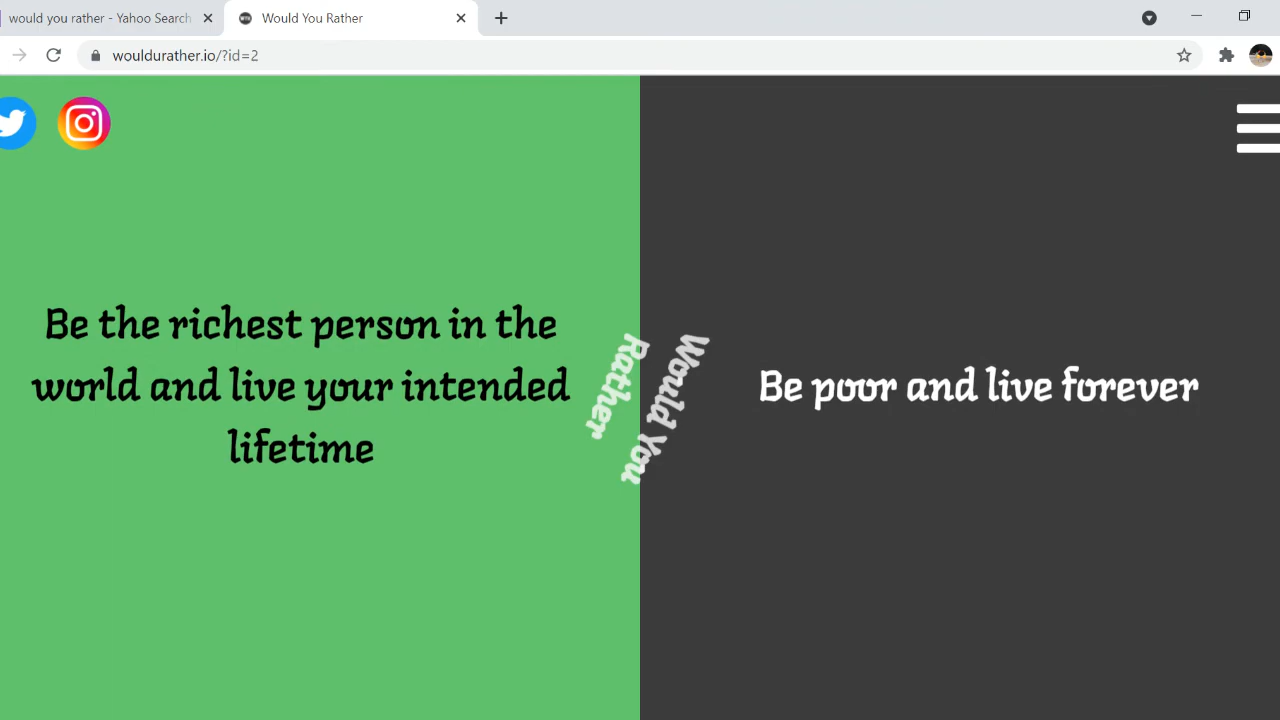 would you rather - Yahoo Search
Would You Rather
wouldurather.io/?id=2
Be the richest person in the
world and live your intended
lifetime
Would You
Rather
Be poor and live forever